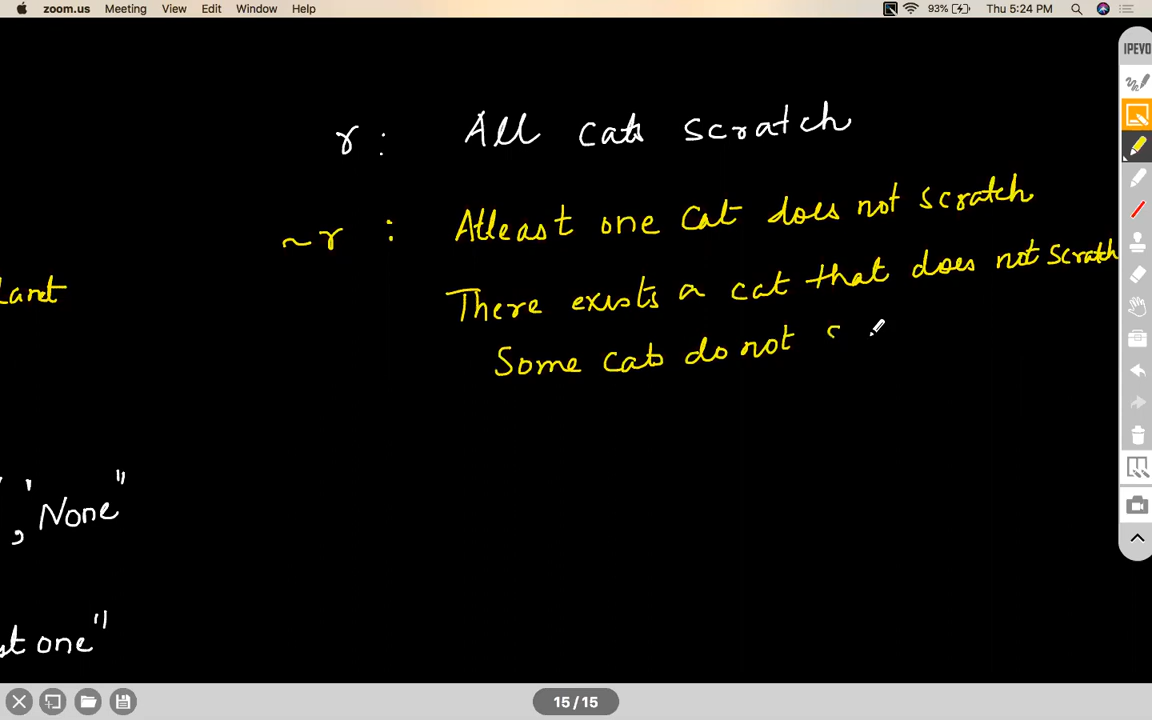 zoom.us Meeting View Edit Window Help 93% Thu 5:24 PM
IPEVO
r : All cats scratch
~r : Atleast one cat does not scratch
There exists a cat that does not scratch
Some cats do not s
lanet
, "None"
st one"
15/15